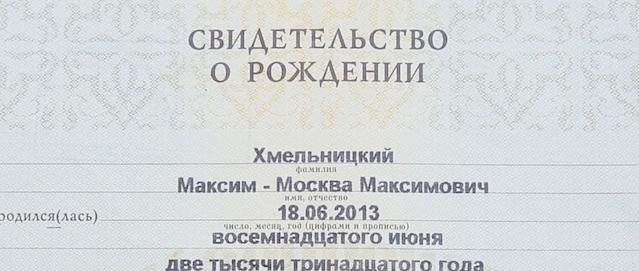 СВИДЕТЕЛЬСТВО
О РОЖДЕНИИ
Хмельницкий
фамилия
Максим - Москва Максимович
имя, отчество
родился(лась) 18.06.2013
число, месяц, год (цифрами и прописью)
восемнадцатого июня
две тысячи тринадцатого года